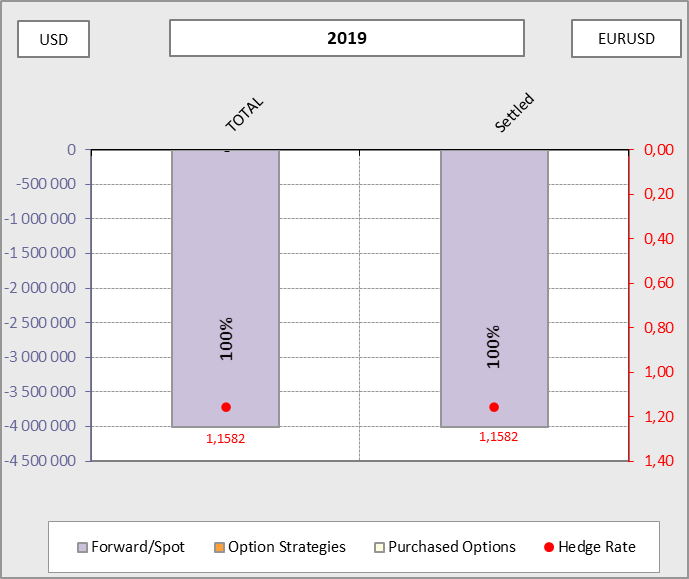 USD
2019
EURUSD
TOTAL
Settled
0
-500 000
-1 000 000
-1 500 000
-2 000 000
-2 500 000
-3 000 000
-3 500 000
-4 000 000
-4 500 000
0,00
0,20
0,40
0,60
0,80
1,00
1,20
1,40
-
100%
100%
1,1582
1,1582
Forward/Spot
Option Strategies
Purchased Options
Hedge Rate